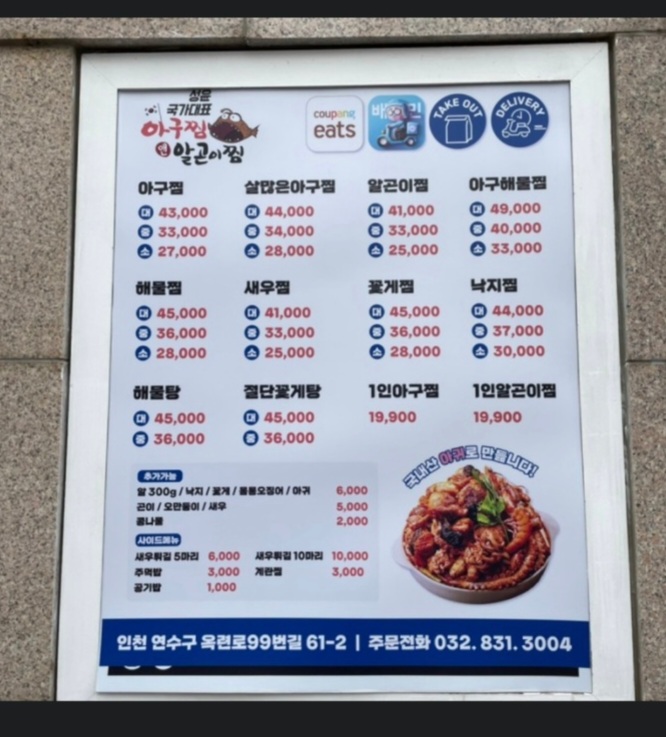 성운
국가대표
아구찜
앤 알곤이찜
coupang eats
TAKE OUT
DELIVERY
아구찜 살많은아구찜 알곤이찜 아구해물찜
대 43,000 대 44,000 대 41,000 대 49,000
중 33,000 중 34,000 중 33,000 중 40,000
소 27,000 소 28,000 소 25,000 소 33,000
해물찜 새우찜 꽃게찜 낙지찜
대 45,000 대 41,000 대 45,000 대 44,000
중 36,000 중 33,000 중 36,000 중 37,000
소 28,000 소 25,000 소 28,000 소 30,000
해물탕 절단꽃게탕 1인아구찜 1인알곤이찜
대 45,000 대 45,000 19,900 19,900
중 36,000 중 36,000
국내산 아귀로 만듭니다!
추가가능
알 300g / 낙지 / 꽃게 / 몸통오징어 / 아귀 6,000
곤이 / 오만둥이 / 새우 5,000
콩나물 2,000
사이드메뉴
새우튀김 5마리 6,000 새우튀김 10마리 10,000
주먹밥 3,000 계란찜 3,000
공기밥 1,000
인천 연수구 옥련로99번길 61-2 | 주문전화 032. 831. 3004